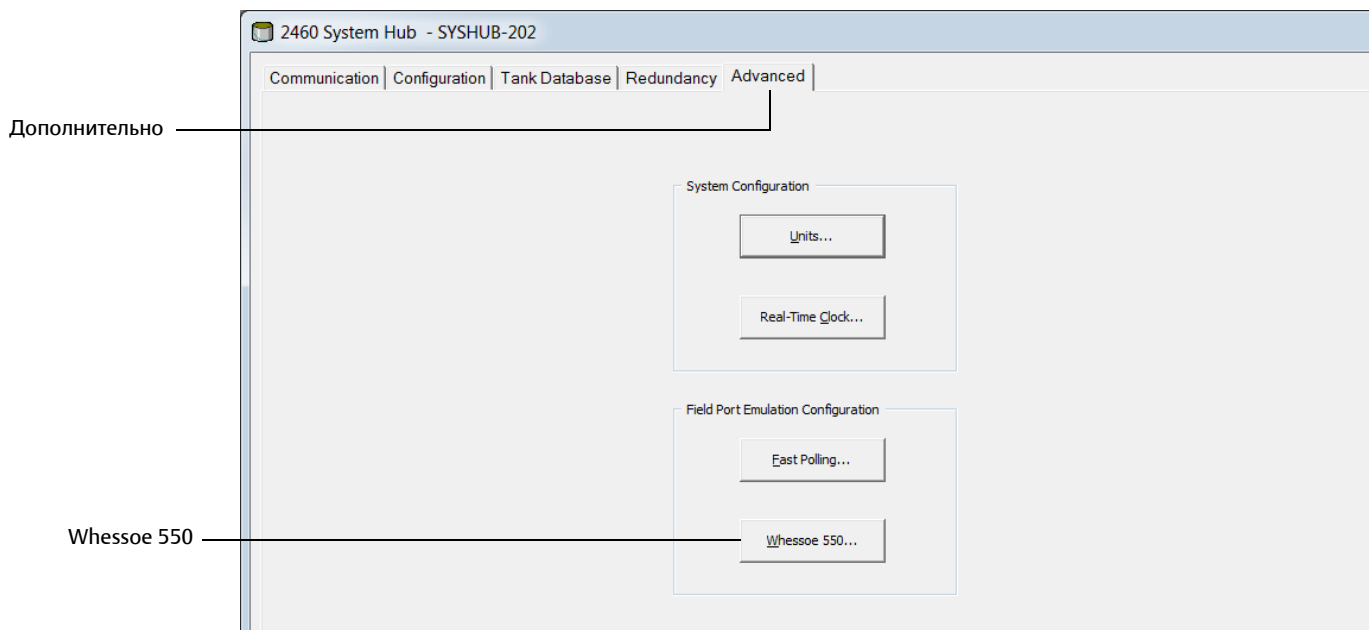 2460 System Hub - SYSHUB-202
Communication Configuration Tank Database Redundancy Advanced
Дополнительно
System Configuration
Units...
Real-Time Clock...
Field Port Emulation Configuration
Fast Polling...
Whessoe 550
Whessoe 550...